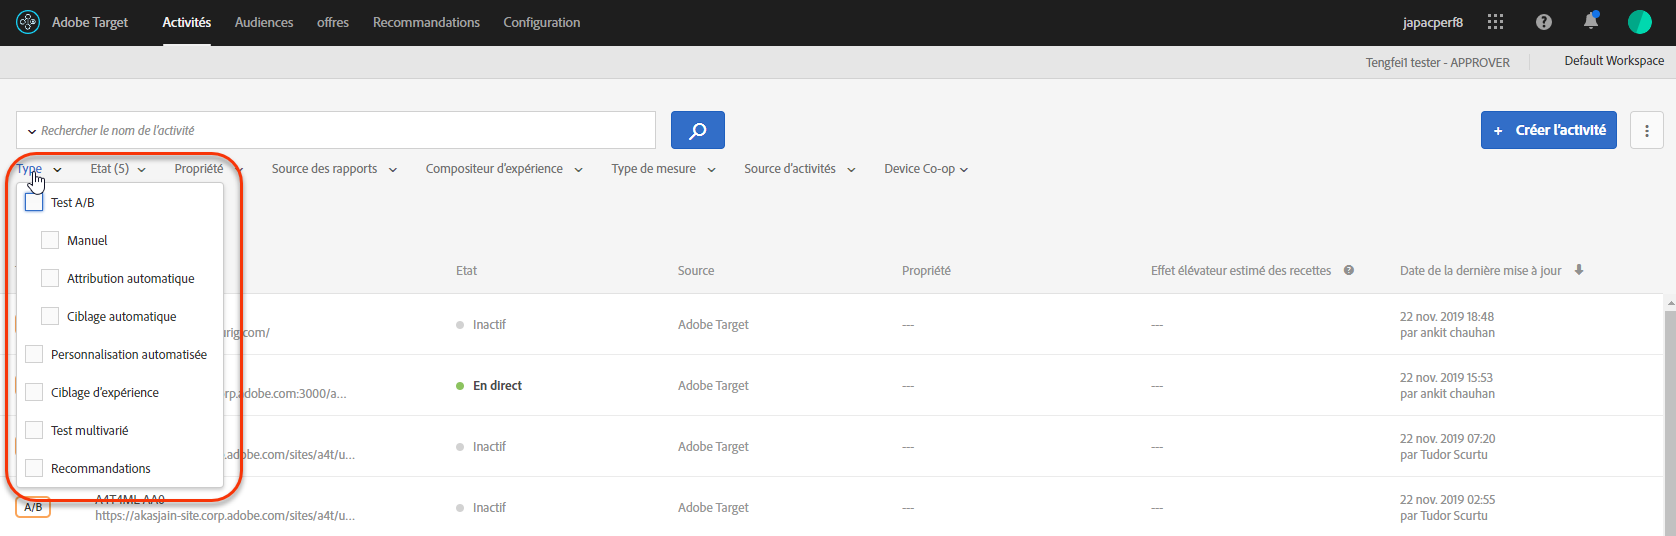 Adobe Target Activités Audiences offres Recommandations Configuration japacperf8
Tengfei1 tester - APPROVER Default Workspace
Rechercher le nom de l'activité
+ Créer l'activité
Type Etat (5) Propriété Source des rapports Compositeur d'expérience Type de mesure Source d'activités Device Co-op
Test A/B
Manuel
Attribution automatique
Ciblage automatique
Personnalisation automatisée
Ciblage d'expérience
Test multivarié
Recommandations
Etat Source Propriété Effet élévateur estimé des recettes Date de la dernière mise à jour
urig.com/ Inactif Adobe Target --- --- 22 nov. 2019 18:48
par ankit chauhan
orp.adobe.com:3000/a... En direct Adobe Target --- --- 22 nov. 2019 15:53
par ankit chauhan
.adobe.com/sites/a4t/u... Inactif Adobe Target --- --- 22 nov. 2019 07:20
par Tudor Scurtu
A/B A4T4ML AA0 Inactif Adobe Target --- --- 22 nov. 2019 02:55
https://akasjain-site.corp.adobe.com/sites/a4t/u... par Tudor Scurtu